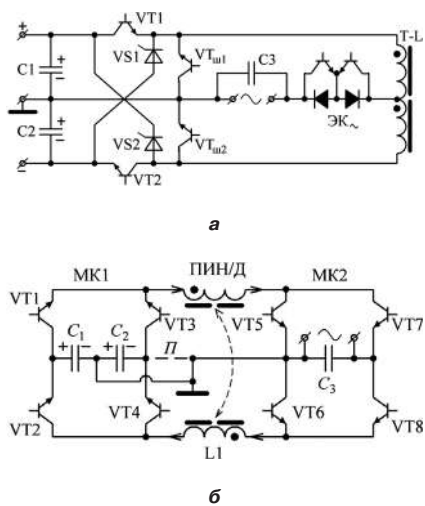 +
VT1
T-L
C1
+
VS1
VTш1
C3
~
C2
+
VS2
VTш2
ЭК~
–
VT2
а
МК1
ПИН/Д
МК2
VT1
VT3
VT5
VT7
C₁
C₂
+
–
+
–
П
~
C₃
VT2
VT4
VT6
VT8
L1
б